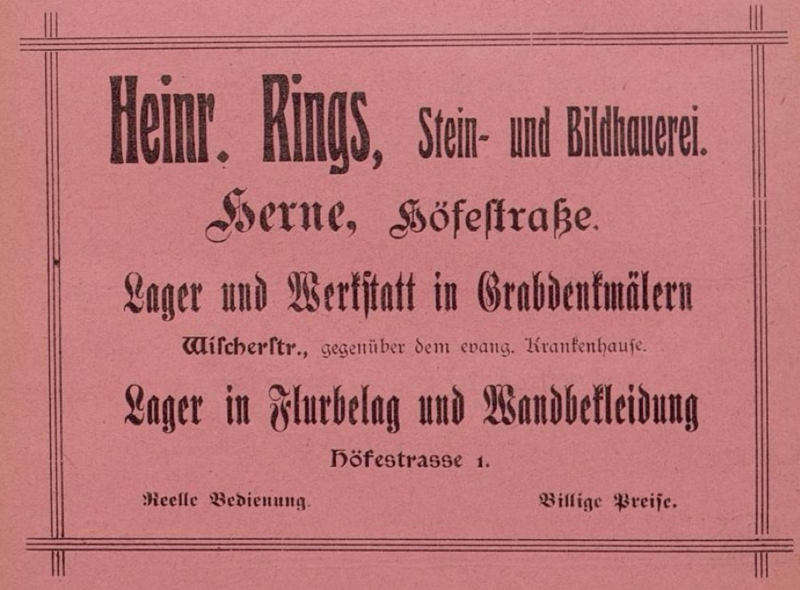 Heinr. Rings, Stein- und Bildhauerei.
Herne, Höfestraße.
Lager und Werkstatt in Grabdenkmälern
Wischerstr., gegenüber dem evang. Krankenhause.
Lager in Flurbelag und Wandbekleidung
Höfestrasse 1.
Reelle Bedienung. Billige Preise.